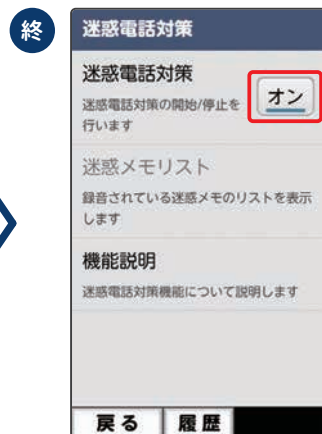 終
迷惑電話対策
迷惑電話対策
オン
迷惑電話対策の開始/停止を
行います
迷惑メモリスト
録音されている迷惑メモのリストを表示
します
機能説明
迷惑電話対策機能について説明します
戻る 履歴